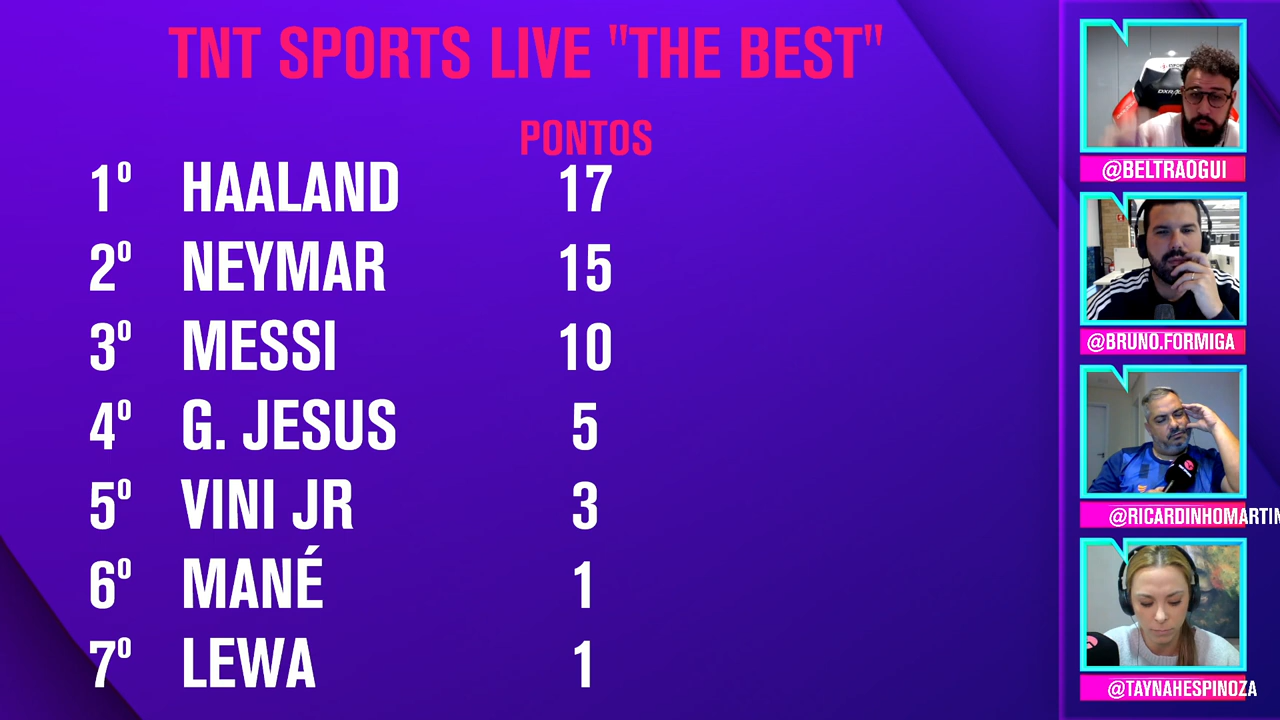 TNT SPORTS LIVE "THE BEST"
PONTOS
1º HAALAND 17
2º NEYMAR 15
3º MESSI 10
4º G. JESUS 5
5º VINI JR 3
6º MANÉ 1
7º LEWA 1
@BELTRAOGUI
@BRUNO.FORMIGA
@RICARDINHOMARTIN
@TAYNAHESPINOZA